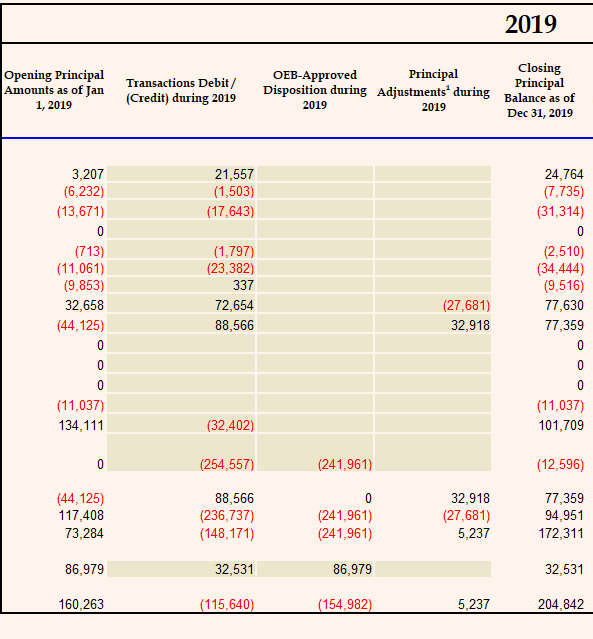 2019
Opening Principal Amounts as of Jan 1, 2019 | Transactions Debit / (Credit) during 2019 | OEB-Approved Disposition during 2019 | Principal Adjustments¹ during 2019 | Closing Principal Balance as of Dec 31, 2019
3,207 21,557 24,764
(6,232) (1,503) (7,735)
(13,671) (17,643) (31,314)
0 0
(713) (1,797) (2,510)
(11,061) (23,382) (34,444)
(9,853) 337 (9,516)
32,658 72,654 (27,681) 77,630
(44,125) 88,566 32,918 77,359
0 0
0 0
0 0
(11,037) (11,037)
134,111 (32,402) 101,709
0 (254,557) (241,961) (12,596)
(44,125) 88,566 0 32,918 77,359
117,408 (236,737) (241,961) (27,681) 94,951
73,284 (148,171) (241,961) 5,237 172,311
86,979 32,531 86,979 32,531
160,263 (115,640) (154,982) 5,237 204,842